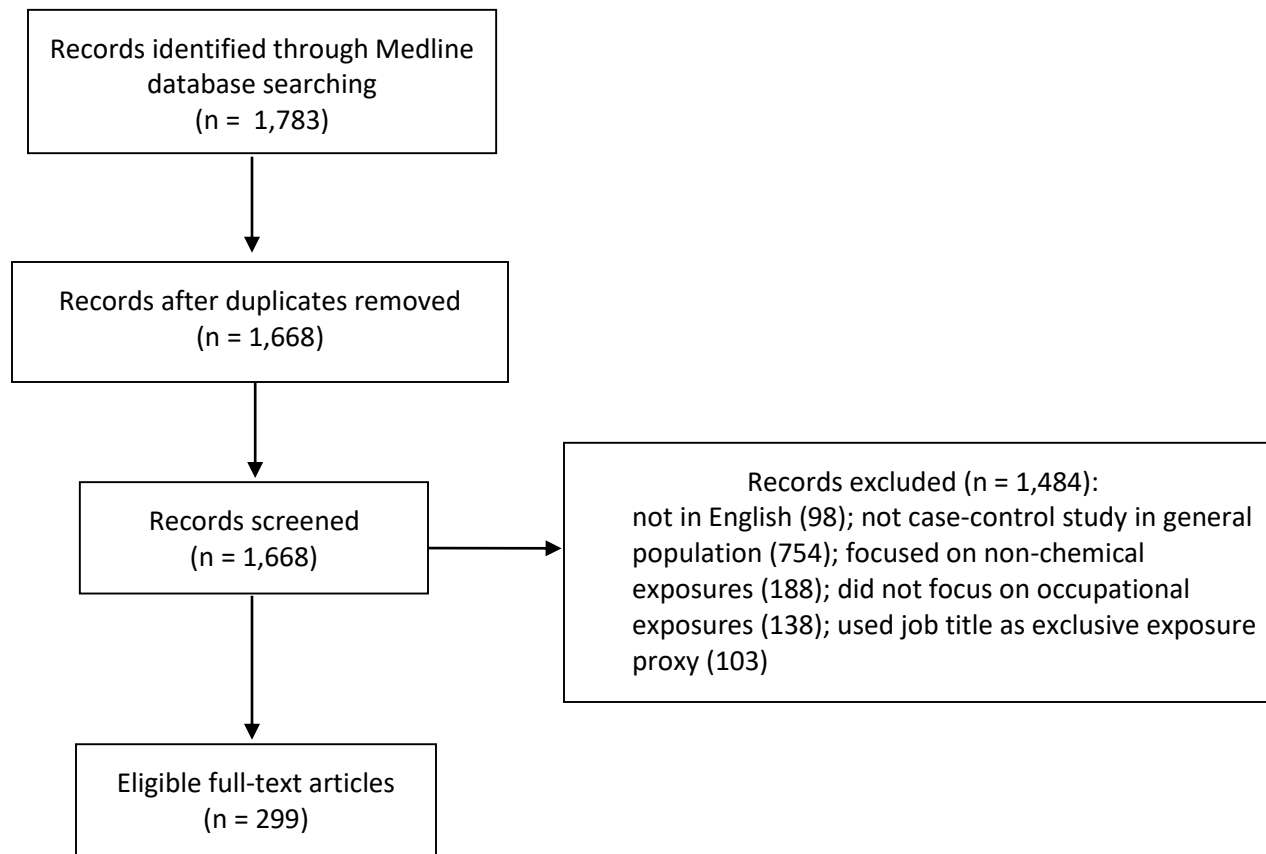 Records identified through Medline
database searching
(n =  1,783)
Records after duplicates removed
(n = 1,668)
Records screened
(n = 1,668)
Records excluded (n = 1,484):
not in English (98); not case-control study in general
population (754); focused on non-chemical
exposures (188); did not focus on occupational
exposures (138); used job title as exclusive exposure
proxy (103)
Eligible full-text articles
(n = 299)